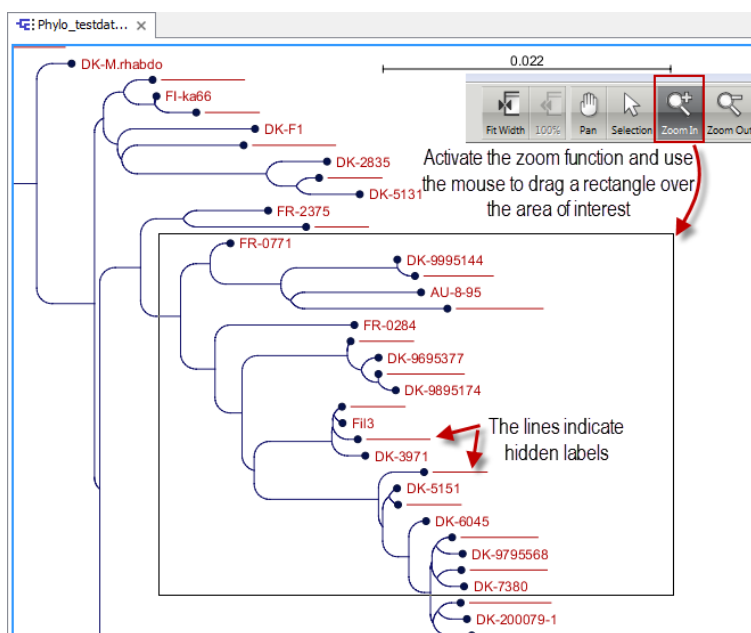 Phylo_testdat... ×
DK-M.rhabdo
0.022
FI-ka66
Fit Width 100% Pan Selection Zoom In Zoom Out
DK-F1
Activate the zoom function and use
the mouse to drag a rectangle over
the area of interest
DK-2835
DK-5131
FR-2375
FR-0771
DK-9995144
AU-8-95
FR-0284
DK-9695377
DK-9895174
Fil3
The lines indicate
hidden labels
DK-3971
DK-5151
DK-6045
DK-9795568
DK-7380
DK-200079-1